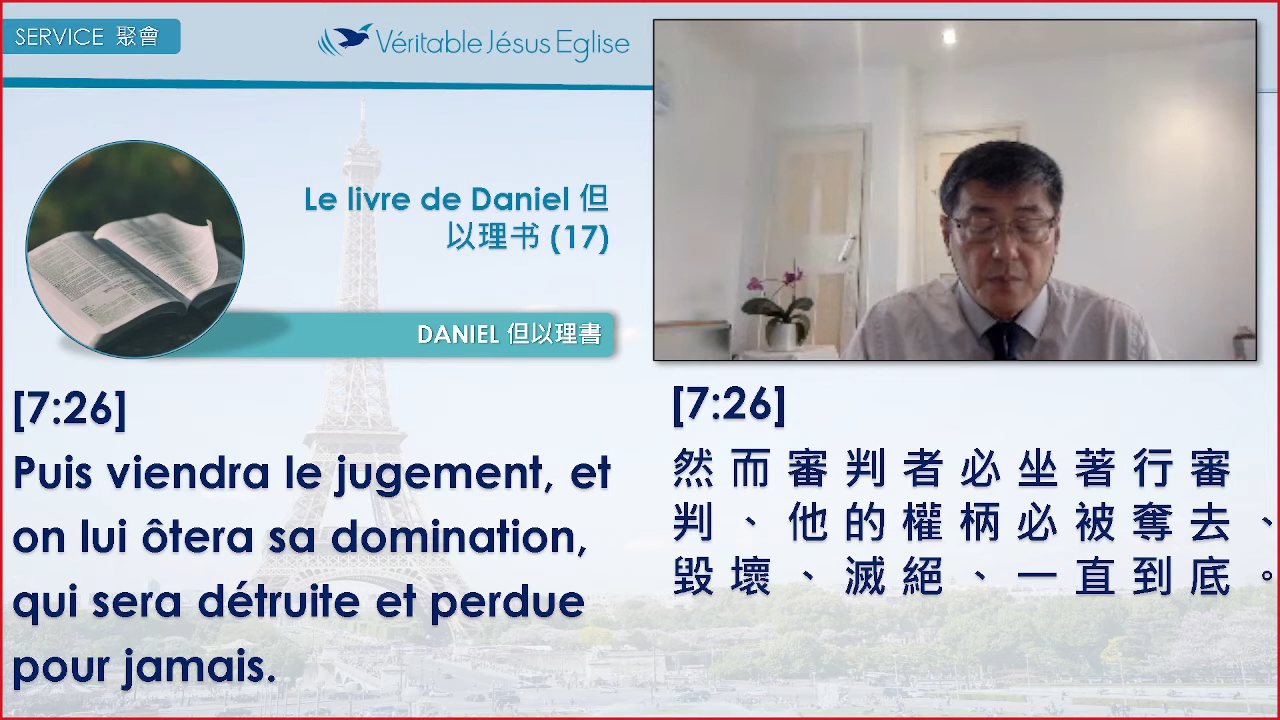 SERVICE 聚會
Véritable Jésus Eglise
Le livre de Daniel 但
以理书 (17)
DANIEL 但以理書
[7:26]
Puis viendra le jugement, et
on lui ôtera sa domination,
qui sera détruite et perdue
pour jamais.
[7:26]
然而審判者必坐著行審
判、他的權柄必被奪去、
毀壞、滅絕、一直到底。